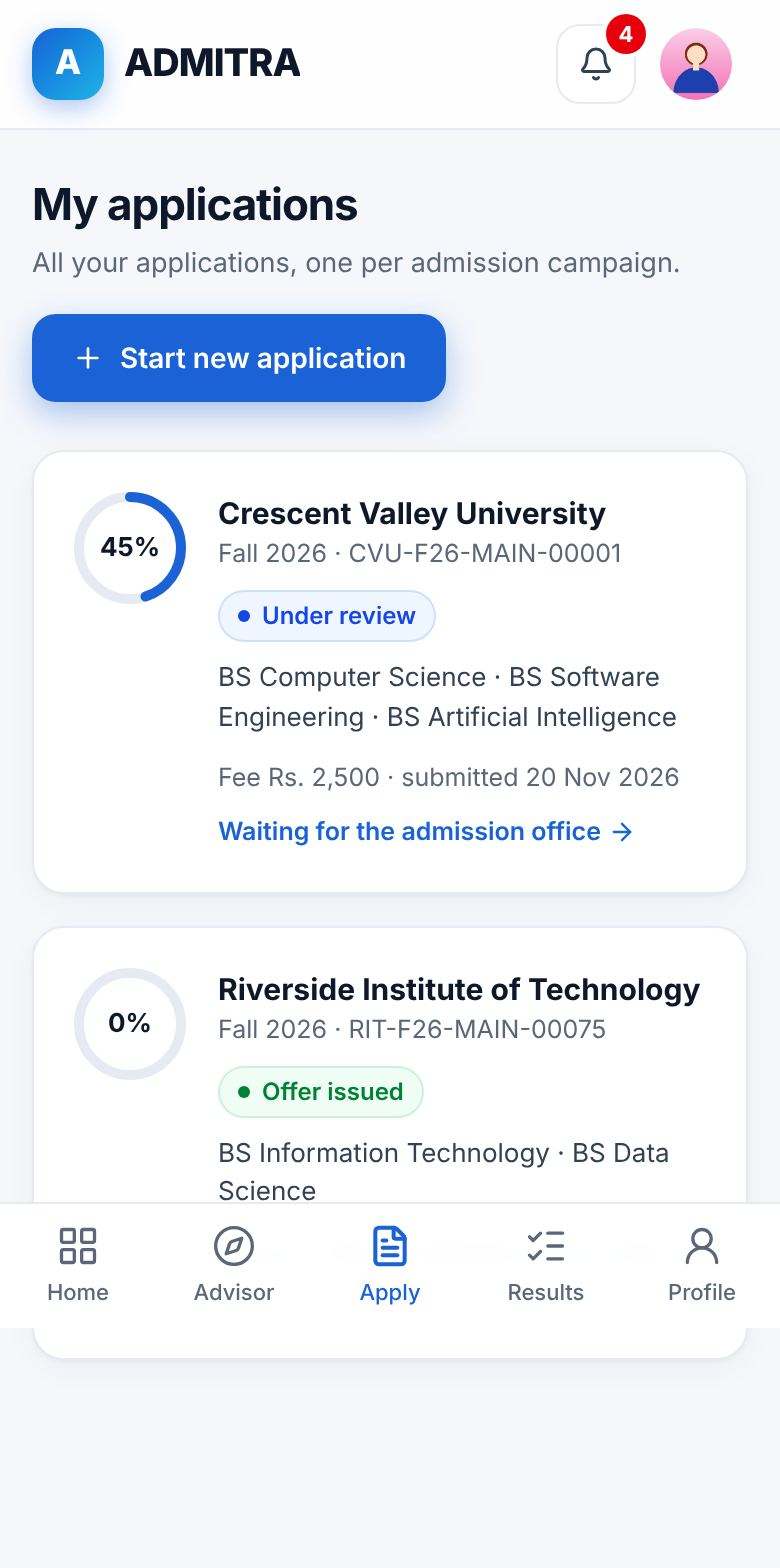 A
ADMITRA
4
My applications
All your applications, one per admission campaign.
+ Start new application
45%
Crescent Valley University
Fall 2026 · CVU-F26-MAIN-00001
Under review
BS Computer Science · BS Software
Engineering · BS Artificial Intelligence
Fee Rs. 2,500 · submitted 20 Nov 2026
Waiting for the admission office →
0%
Riverside Institute of Technology
Fall 2026 · RIT-F26-MAIN-00075
Offer issued
BS Information Technology · BS Data
Science
Home
Advisor
Apply
Results
Profile